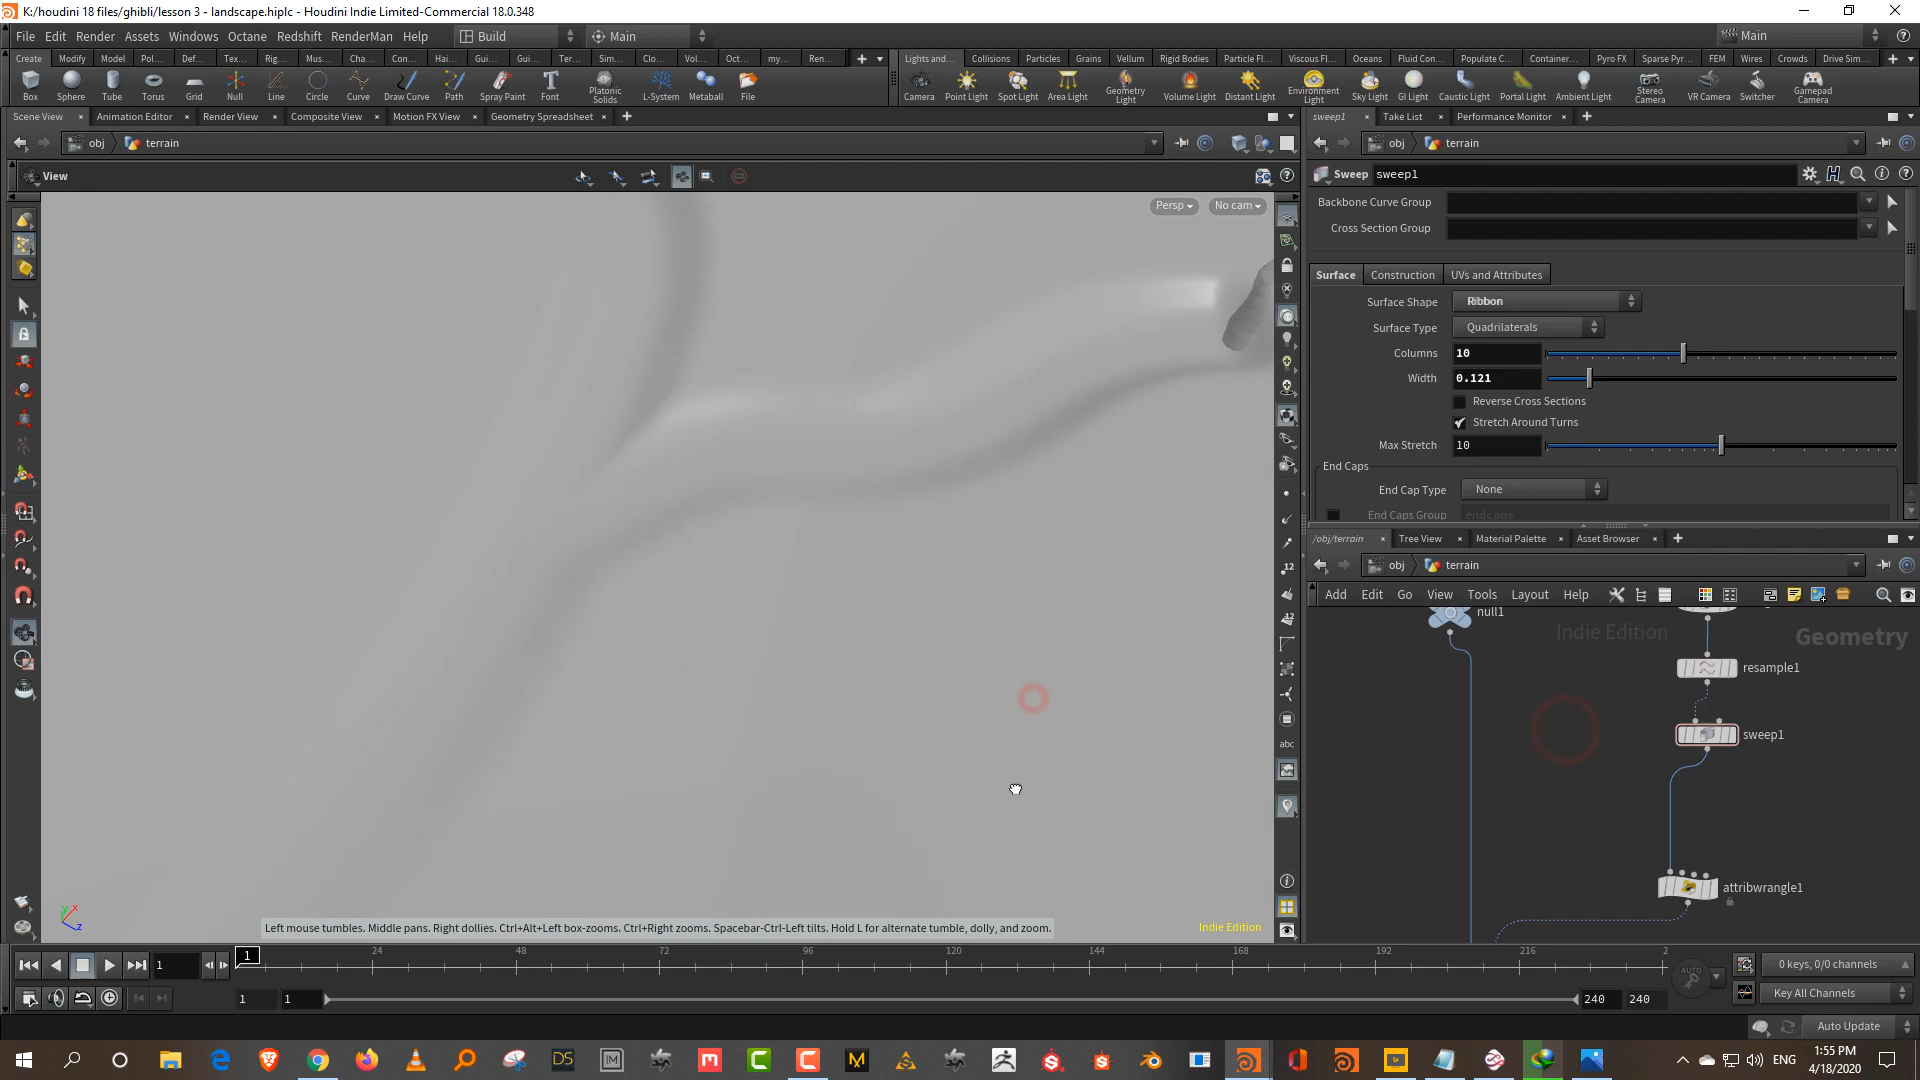 K:/houdini 18 files/ghibli/lesson 3 - landscape.hiplc - Houdini Indie Limited-Commercial 18.0.348
File Edit Render Assets Windows Octane Redshift RenderMan Help Build Main Main
Create Modify Model Pol... Def... Tex... Rig... Mus... Cha... Con... Hai... Gui... Gui... Ter... Sim... Clo... Vol... Oct... my... Ren... Lights and... Collisions Particles Grains Vellum Rigid Bodies Particle Fl... Viscous Fl... Oceans Fluid Con... Populate C... Container... Pyro FX Sparse Pyr... FEM Wires Crowds Drive Sim...
Box Sphere Tube Torus Grid Null Line Circle Curve Draw Curve Path Spray Paint Font Platonic Solids L-System Metaball File Camera Point Light Spot Light Area Light Geometry Light Volume Light Distant Light Environment Light Sky Light GI Light Caustic Light Portal Light Ambient Light Stereo Camera VR Camera Switcher Gamepad Camera
Scene View Animation Editor Render View Composite View Motion FX View Geometry Spreadsheet
obj terrain
View
Persp No cam
sweep1 Take List Performance Monitor
obj terrain
Sweep sweep1
Backbone Curve Group
Cross Section Group
Surface Construction UVs and Attributes
Surface Shape Ribbon
Surface Type Quadrilaterals
Columns 10
Width 0.121
Reverse Cross Sections
Stretch Around Turns
Max Stretch 10
End Caps
End Cap Type None
End Caps Group endcaps
/obj/terrain Tree View Material Palette Asset Browser
obj terrain
Add Edit Go View Tools Layout Help
null1 Indie Edition Geometry
resample1
sweep1
attribwrangle1
12
12
abc
Left mouse tumbles. Middle pans. Right dollies. Ctrl+Alt+Left box-zooms. Ctrl+Right zooms. Spacebar-Ctrl-Left tilts. Hold L for alternate tumble, dolly, and zoom.
Indie Edition
y x z
1 1 24 48 72 96 120 144 168 192 216 2
AUTO 0 keys, 0/0 channels
1 1 240 240 Key All Channels
Auto Update
DS ENG 1:55 PM
4/18/2020